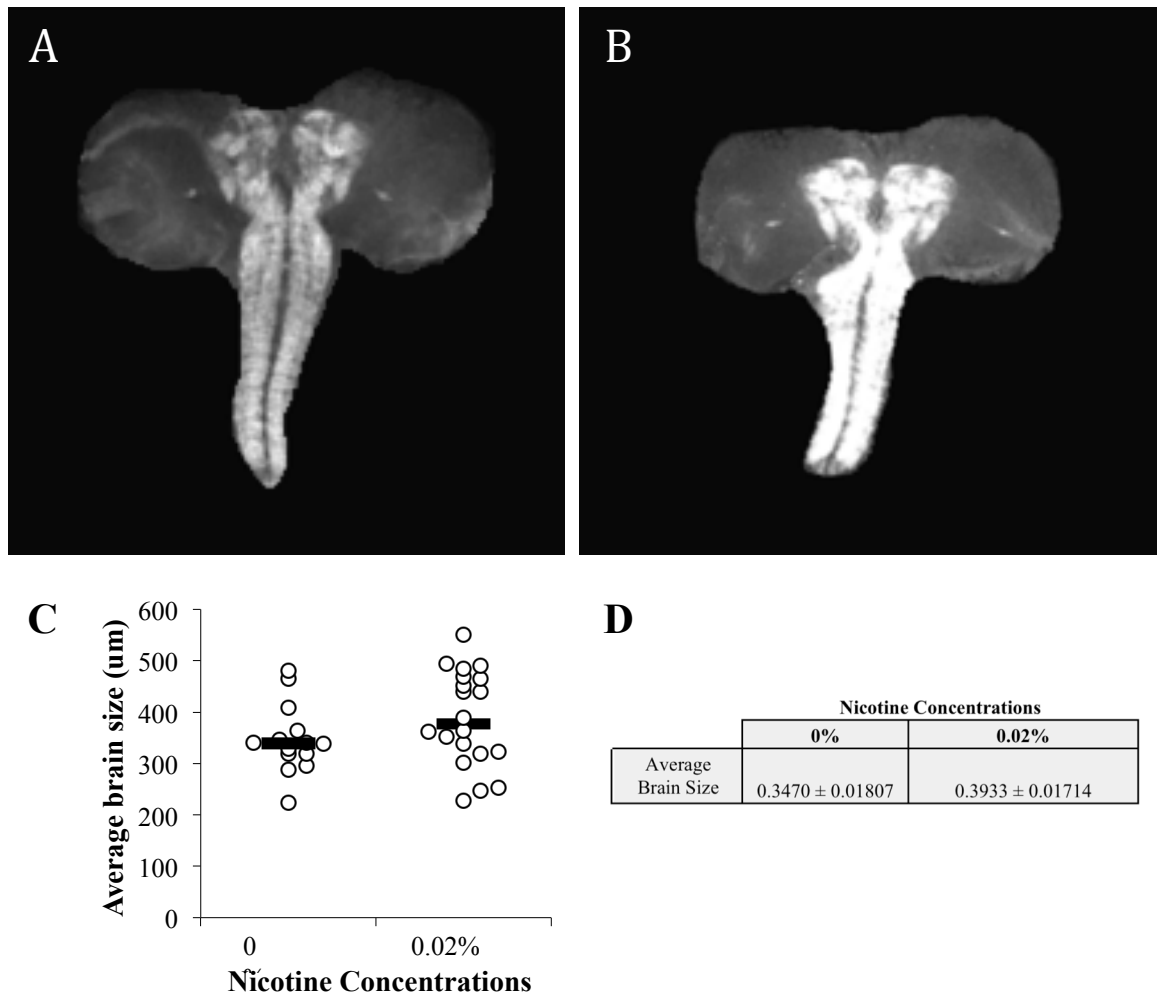 A
B
C
Average brain size (um)
600
500
400
300
200
100
0
0
0.02%
Nicotine Concentrations
D
Nicotine Concentrations
0% 0.02%
Average
Brain Size 0.3470 ± 0.01807 0.3933 ± 0.01714